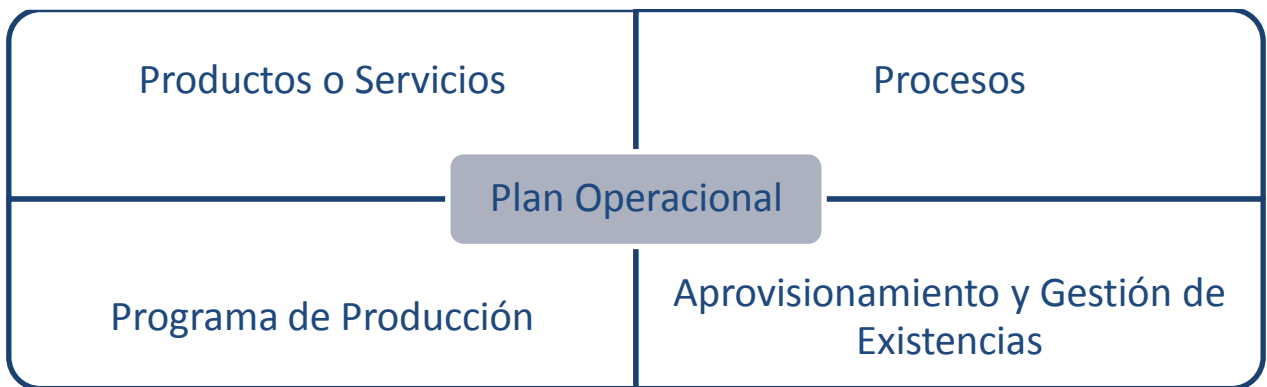 Productos o Servicios
Procesos
Plan Operacional
Programa de Producción
Aprovisionamiento y Gestión de
Existencias